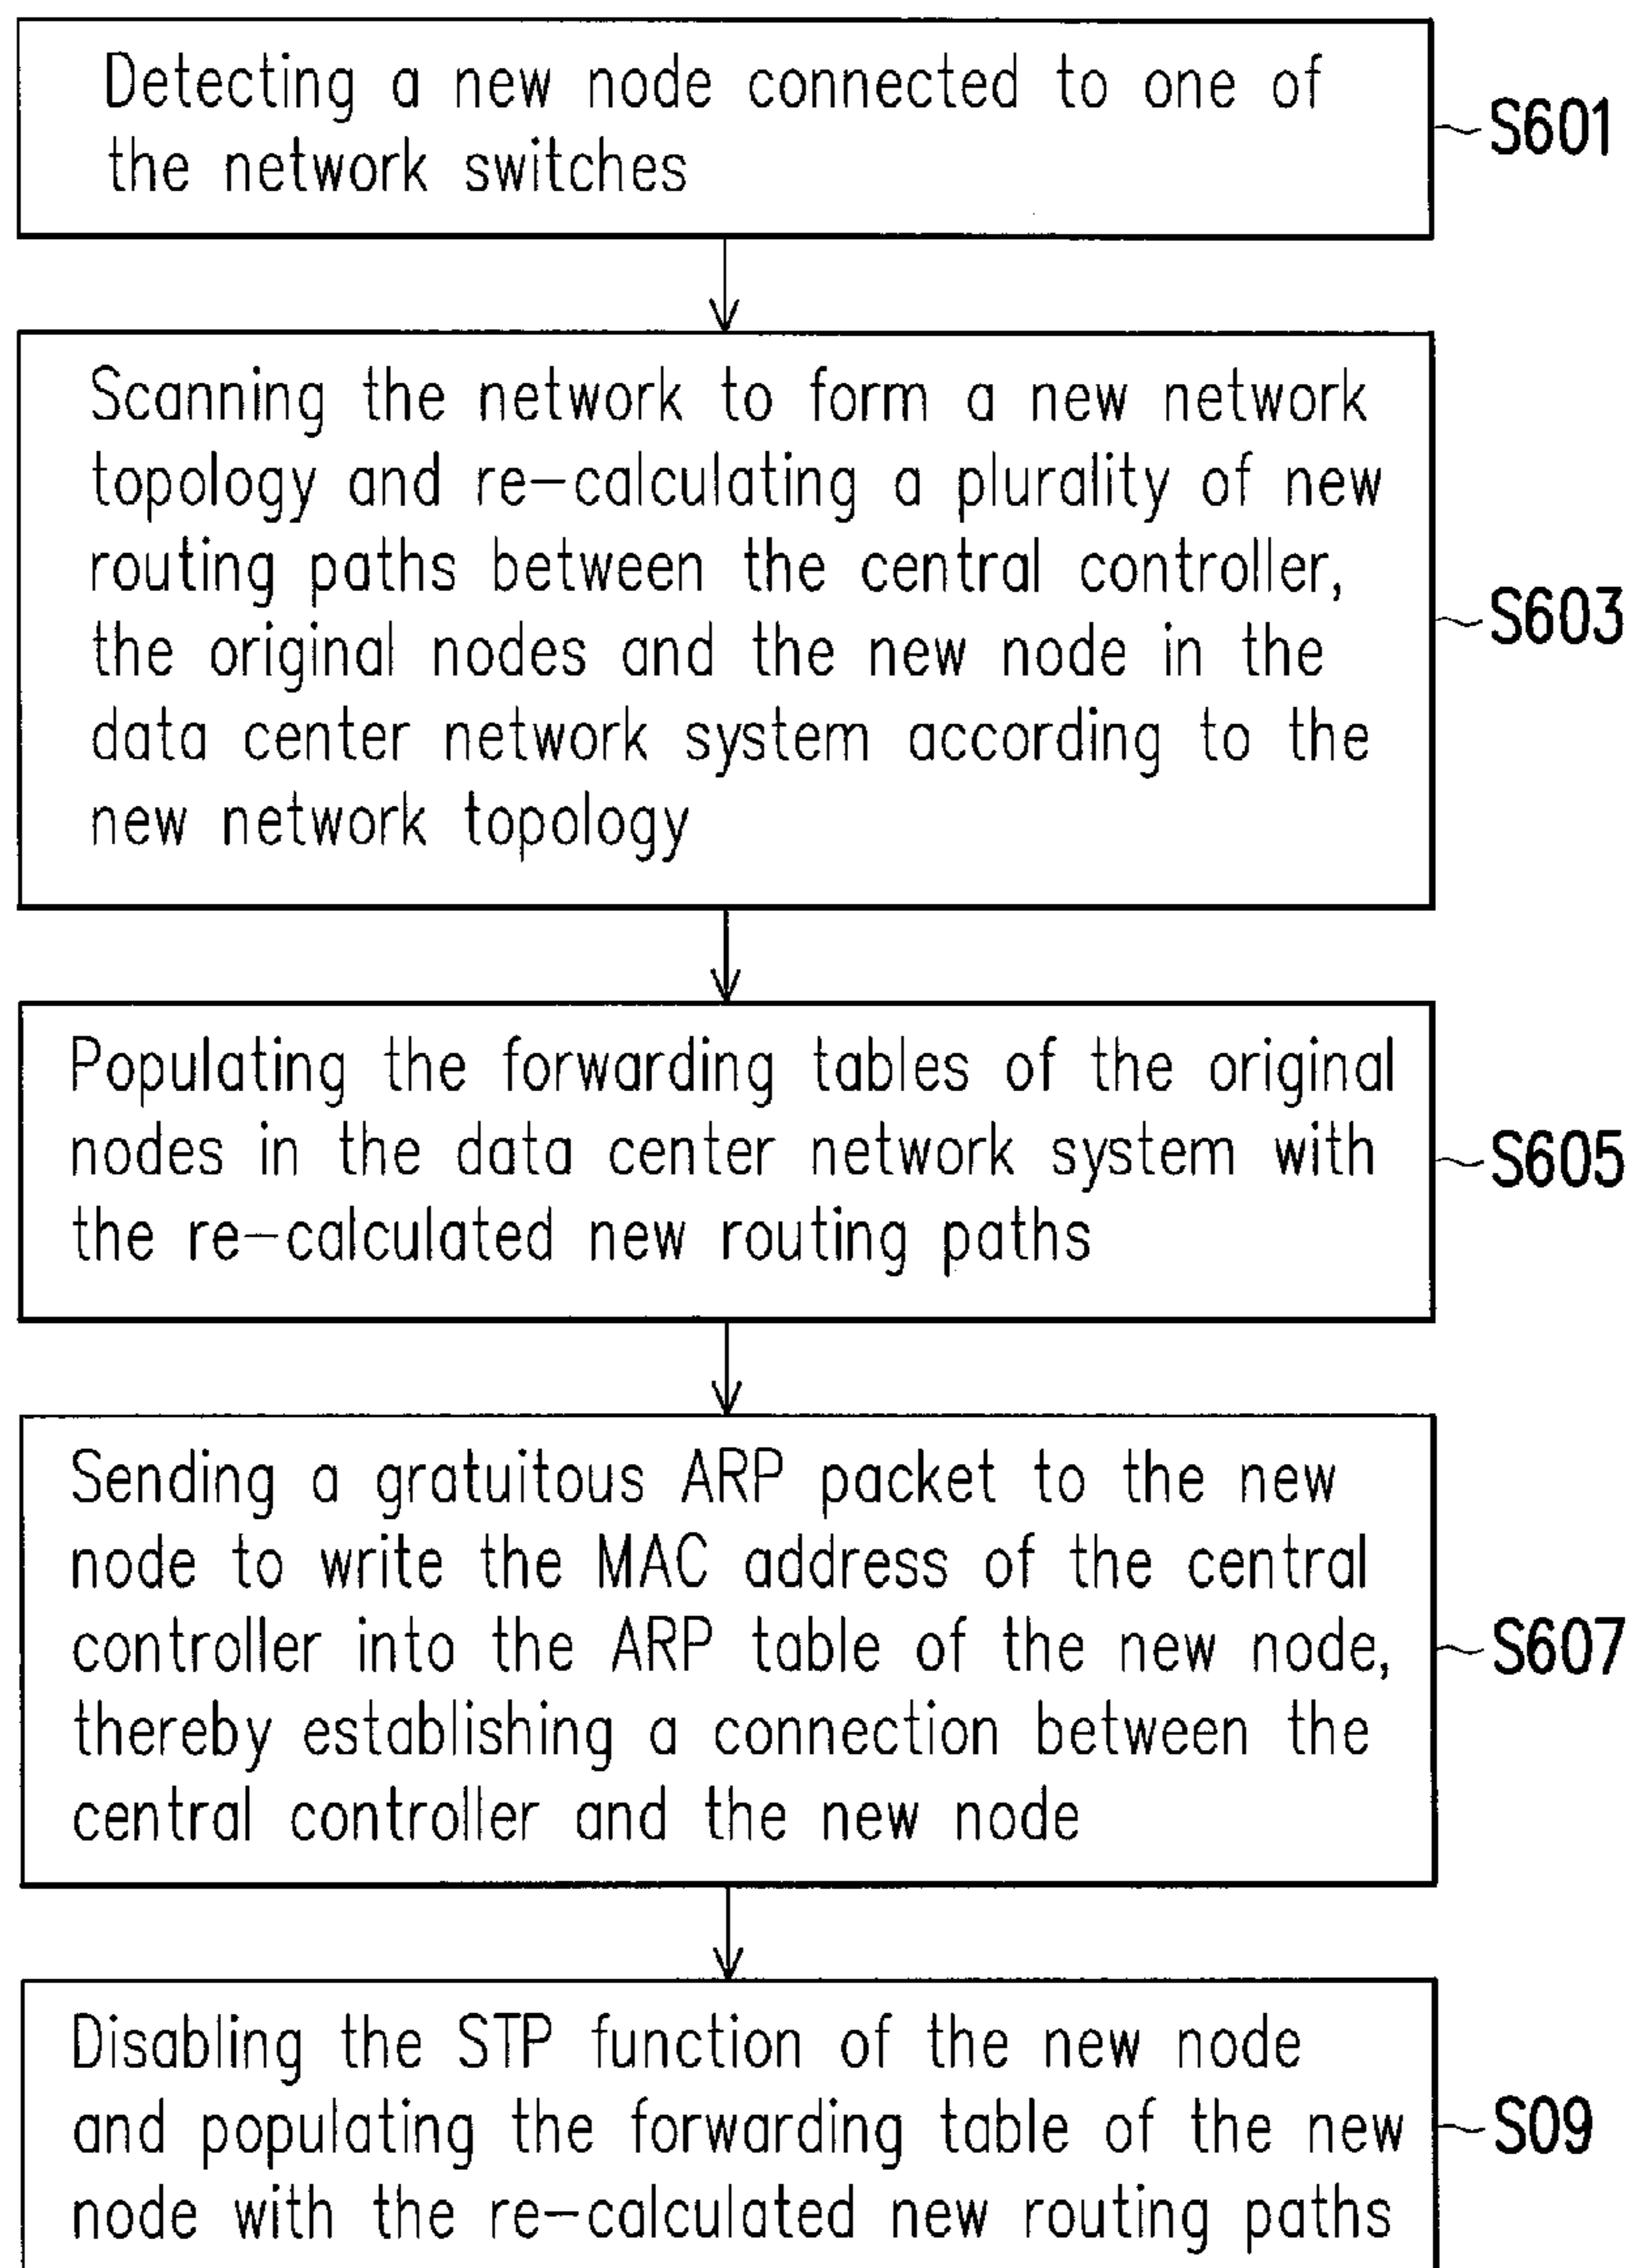 Detecting a new node connected to one of
the network switches
S601
Scanning the network to form a new network
topology and re-calculating a plurality of new
routing paths between the central controller,
the original nodes and the new node in the
data center network system according to the
new network topology
S603
Populating the forwarding tables of the original
nodes in the data center network system with
the re-calculated new routing paths
S605
Sending a gratuitous ARP packet to the new
node to write the MAC address of the central
controller into the ARP table of the new node,
thereby establishing a connection between the
central controller and the new node
S607
Disabling the STP function of the new node
and populating the forwarding table of the new
node with the re-calculated new routing paths
S09